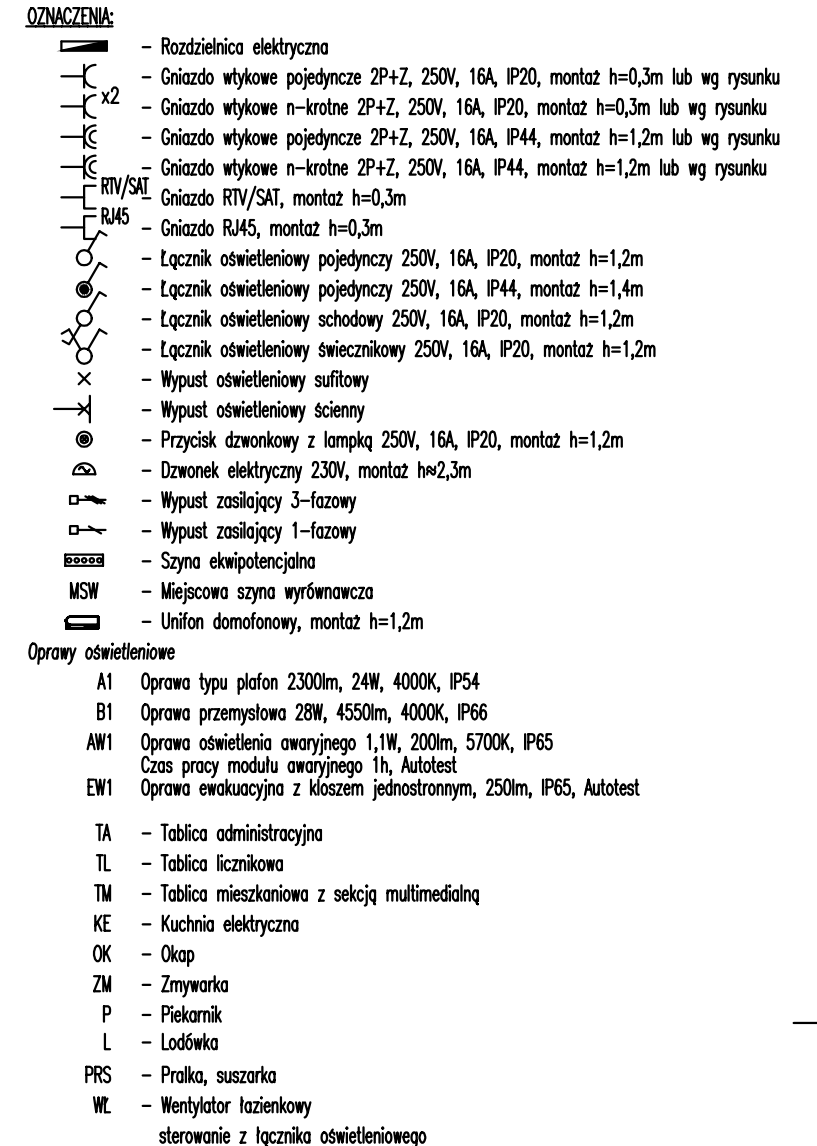 OZNACZENIA:
– Rozdzielnica elektryczna
– Gniazdo wtykowe pojedyncze 2P+Z, 250V, 16A, IP20, montaż h=0,3m lub wg rysunku
x2 – Gniazdo wtykowe n–krotne 2P+Z, 250V, 16A, IP20, montaż h=0,3m lub wg rysunku
– Gniazdo wtykowe pojedyncze 2P+Z, 250V, 16A, IP44, montaż h=1,2m lub wg rysunku
– Gniazdo wtykowe n–krotne 2P+Z, 250V, 16A, IP44, montaż h=1,2m lub wg rysunku
RTV/SAT – Gniazdo RTV/SAT, montaż h=0,3m
RJ45 – Gniazdo RJ45, montaż h=0,3m
– Łącznik oświetleniowy pojedynczy 250V, 16A, IP20, montaż h=1,2m
– Łącznik oświetleniowy pojedynczy 250V, 16A, IP44, montaż h=1,4m
– Łącznik oświetleniowy schodowy 250V, 16A, IP20, montaż h=1,2m
– Łącznik oświetleniowy świecznikowy 250V, 16A, IP20, montaż h=1,2m
– Wypust oświetleniowy sufitowy
– Wypust oświetleniowy ścienny
– Przycisk dzwonkowy z lampką 250V, 16A, IP20, montaż h=1,2m
– Dzwonek elektryczny 230V, montaż h≈2,3m
– Wypust zasilający 3–fazowy
– Wypust zasilający 1–fazowy
– Szyna ekwipotencjalna
MSW – Miejscowa szyna wyrównawcza
– Unifon domofonowy, montaż h=1,2m
Oprawy oświetleniowe
A1 Oprawa typu plafon 2300lm, 24W, 4000K, IP54
B1 Oprawa przemysłowa 28W, 4550lm, 4000K, IP66
AW1 Oprawa oświetlenia awaryjnego 1,1W, 200lm, 5700K, IP65
Czas pracy modułu awaryjnego 1h, Autotest
EW1 Oprawa ewakuacyjna z kloszem jednostronnym, 250lm, IP65, Autotest
TA – Tablica administracyjna
TL – Tablica licznikowa
TM – Tablica mieszkaniowa z sekcją multimedialną
KE – Kuchnia elektryczna
OK – Okap
ZM – Zmywarka
P – Piekarnik
L – Lodówka
PRS – Pralka, suszarka
WŁ – Wentylator łazienkowy
sterowanie z łącznika oświetleniowego